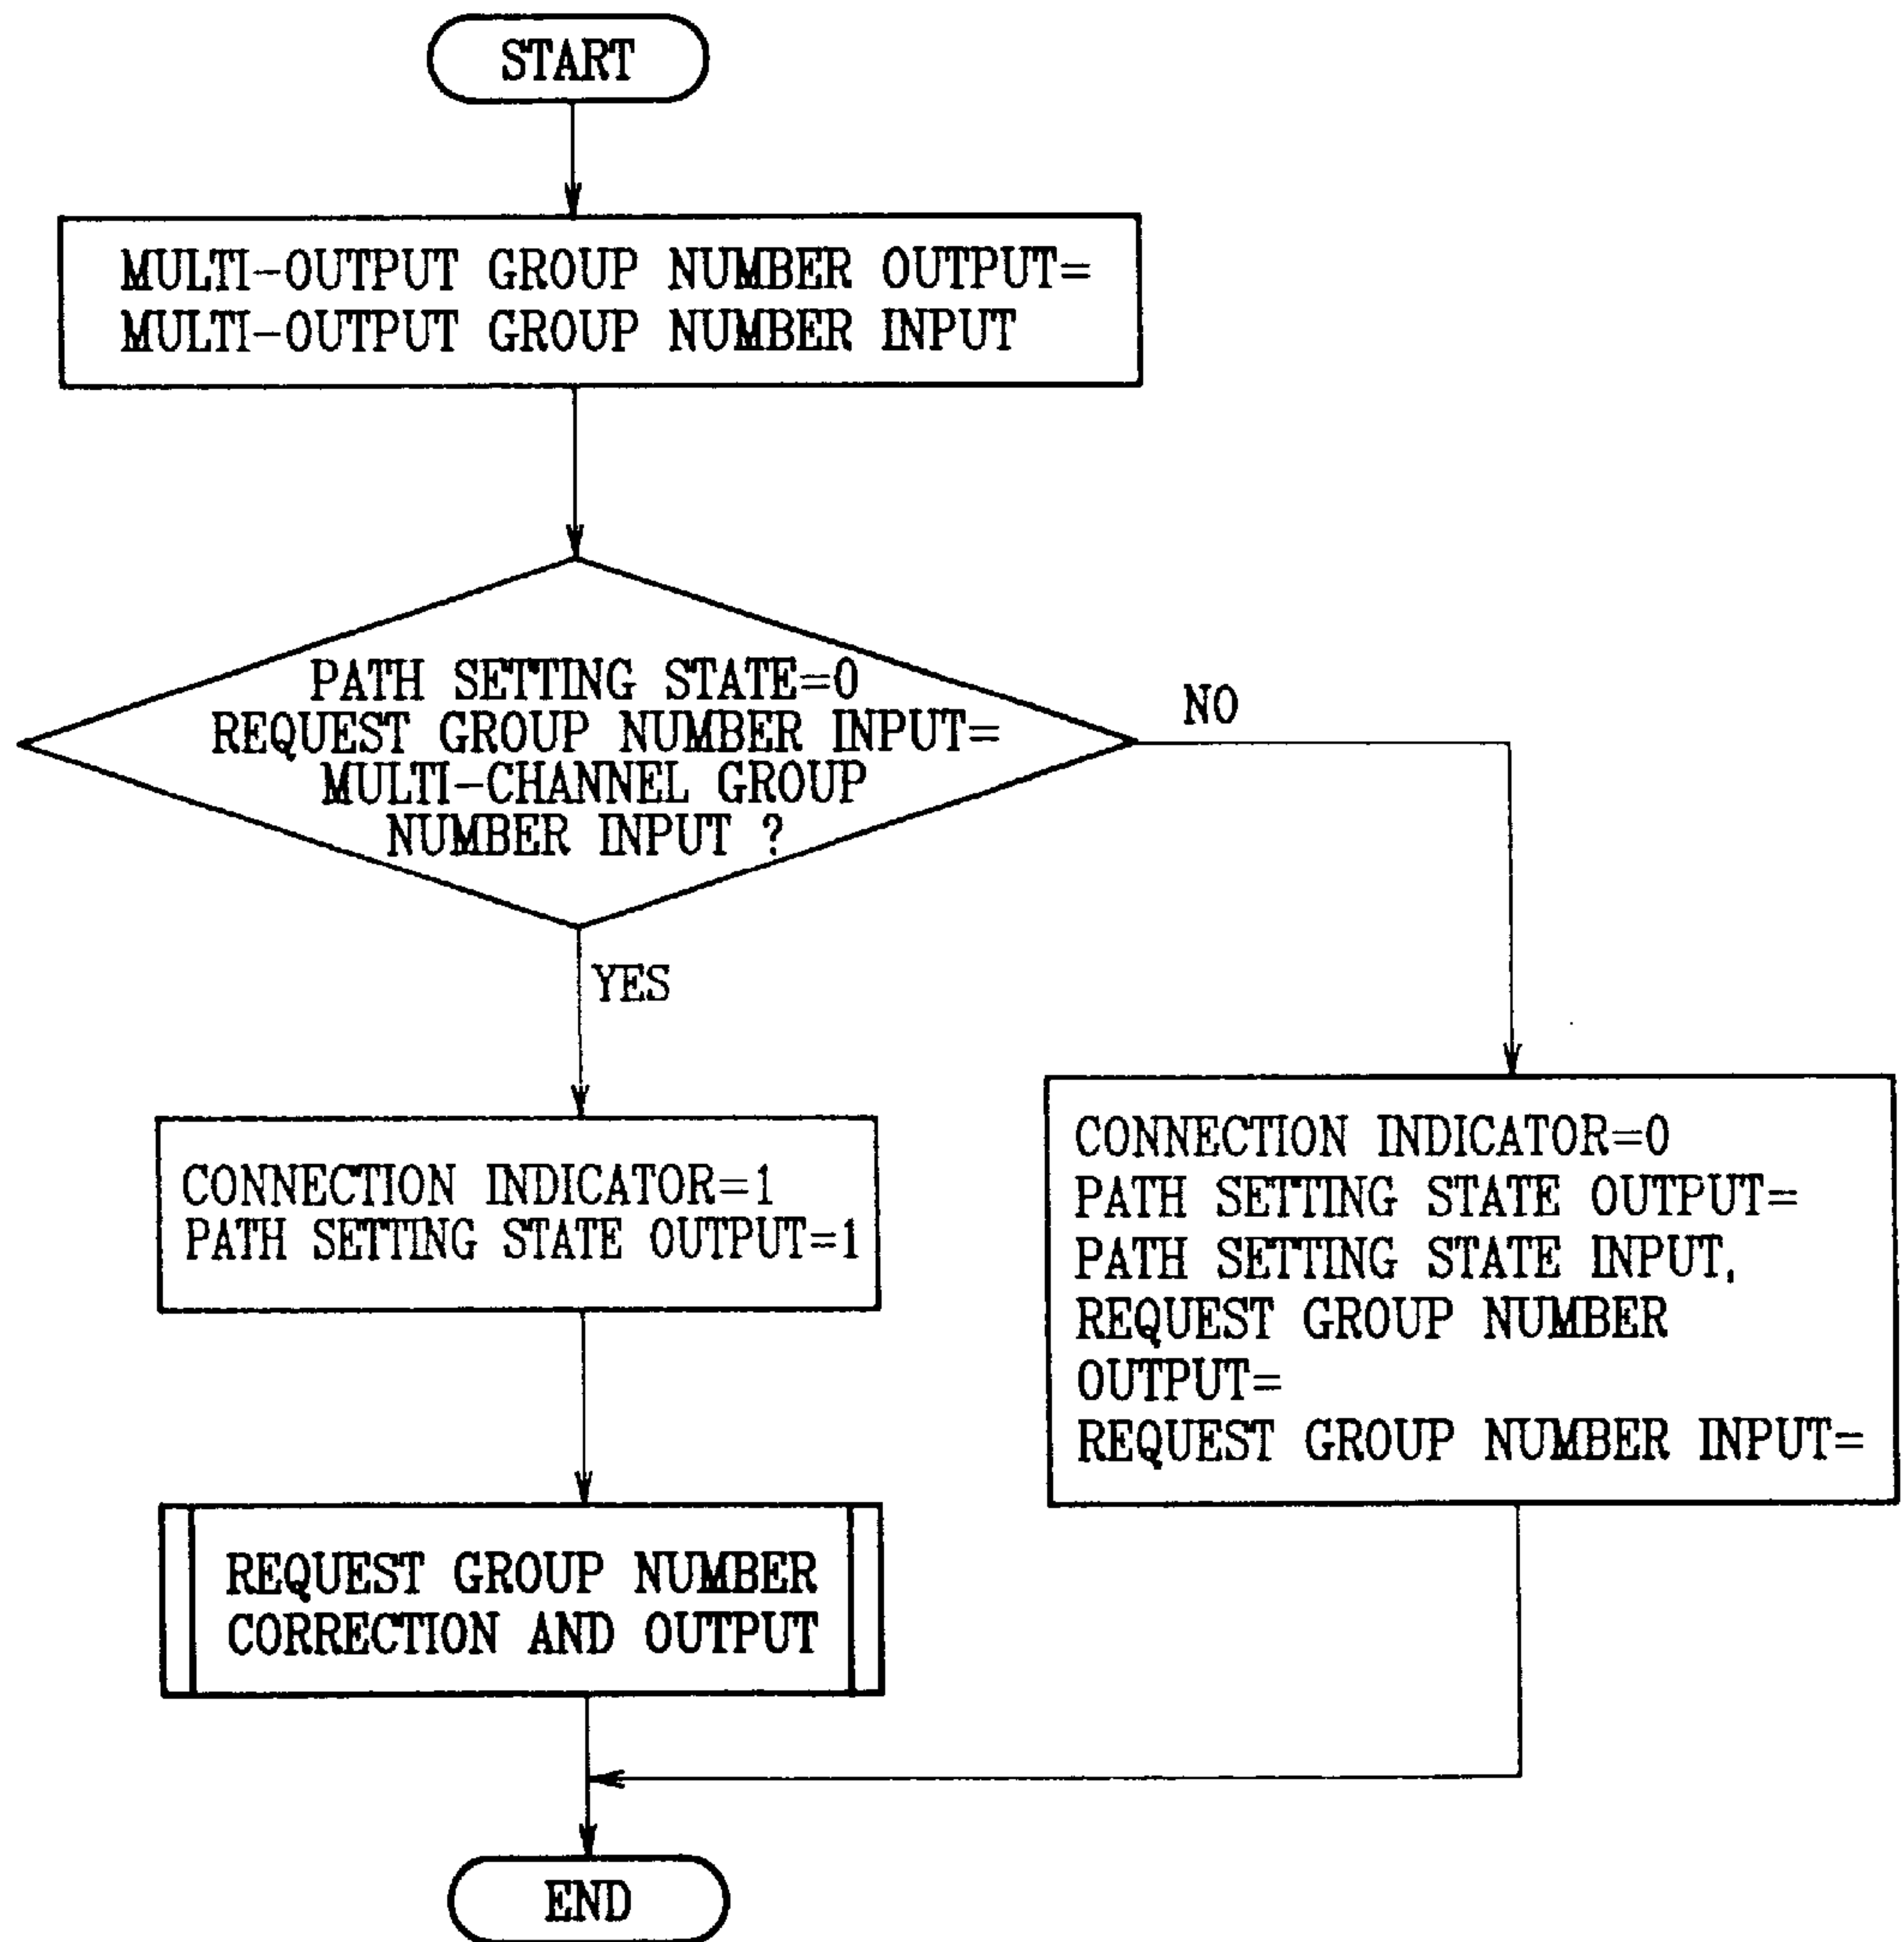 START
MULTI-OUTPUT GROUP NUMBER OUTPUT=
MULTI-OUTPUT GROUP NUMBER INPUT
PATH SETTING STATE=0
REQUEST GROUP NUMBER INPUT=
MULTI-CHANNEL GROUP
NUMBER INPUT ?
NO
YES
CONNECTION INDICATOR=1
PATH SETTING STATE OUTPUT=1
CONNECTION INDICATOR=0
PATH SETTING STATE OUTPUT=
PATH SETTING STATE INPUT,
REQUEST GROUP NUMBER
OUTPUT=
REQUEST GROUP NUMBER INPUT=
REQUEST GROUP NUMBER
CORRECTION AND OUTPUT
END